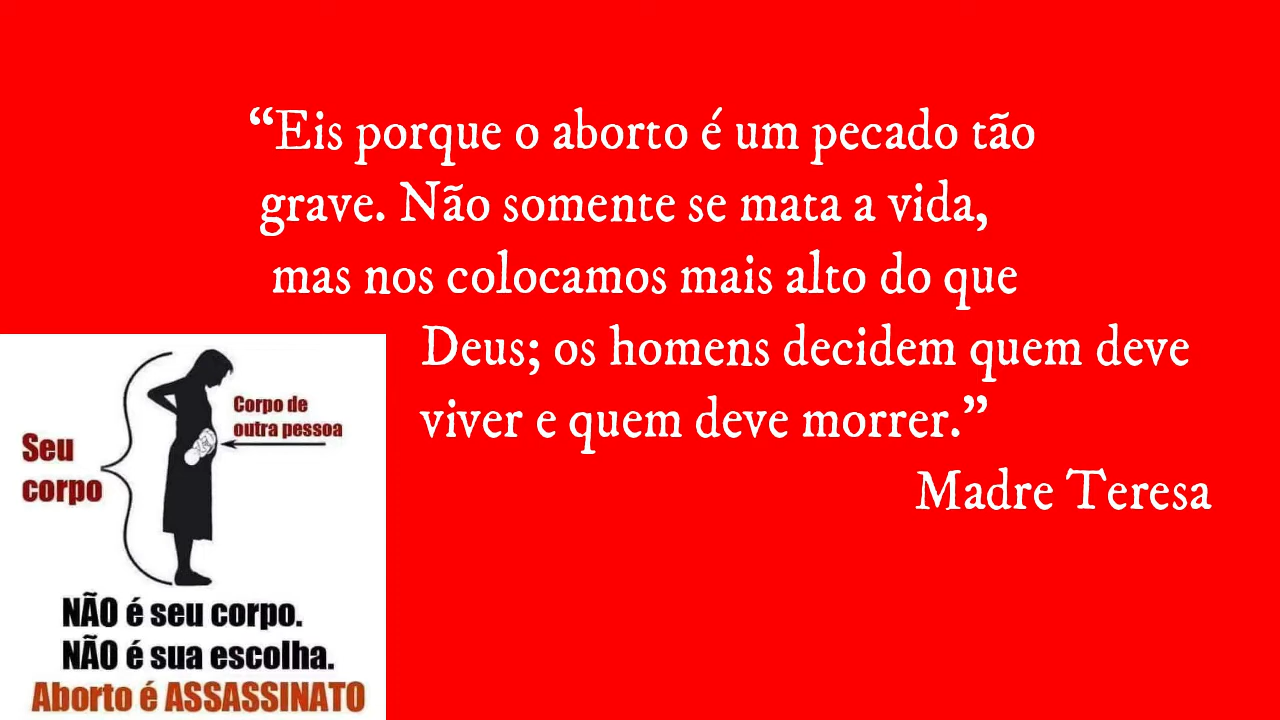 “Eis porque o aborto é um pecado tão
grave. Não somente se mata a vida,
mas nos colocamos mais alto do que
Deus; os homens decidem quem deve
viver e quem deve morrer.”
Madre Teresa
Corpo de
outra pessoa
Seu
corpo
NÃO é seu corpo.
NÃO é sua escolha.
Aborto é ASSASSINATO